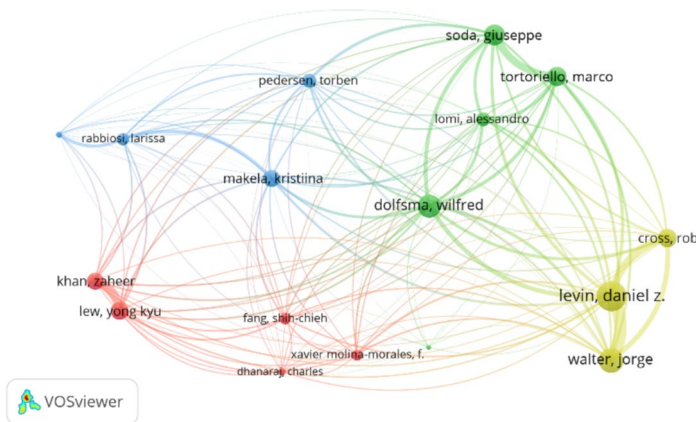 soda, giuseppe
pedersen, torben
tortoriello, marco
lomi, alessandro
rabbiosi, larissa
makela, kristiina
dolfsma, wilfred
cross, rob
khan, zaheer
levin, daniel z.
lew, yong kyu
fang, shih-chieh
xavier molina-morales, f.
walter, jorge
dhanaraj, charles
VOSviewer